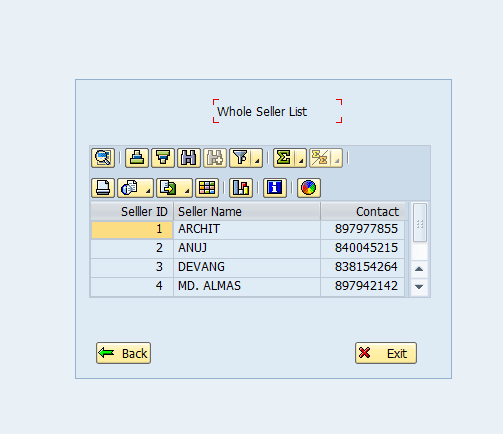 Whole Seller List
Selller ID Seller Name Contact
1 ARCHIT 897977855
2 ANUJ 840045215
3 DEVANG 838154264
4 MD. ALMAS 897942142
Back Exit